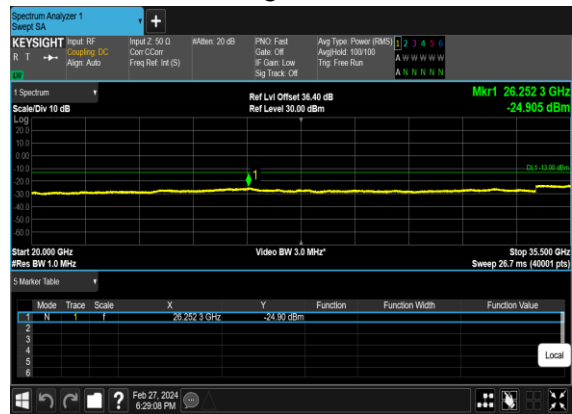 Spectrum Analyzer 1
Swept SA
+
KEYSIGHT Input: RF Input Z: 50 Ω #Atten: 20 dB PNO: Fast Avg Type: Power (RMS) 1 2 3 4 5 6
R T Coupling: DC Corr CCorr Gate: Off Avg|Hold: 100/100 A W W W W W
Align: Auto Freq Ref: Int (S) IF Gain: Low Trig: Free Run
LW Sig Track: Off A N N N N N
1 Spectrum Ref Lvl Offset 36.40 dB Mkr1 26.252 3 GHz
Scale/Div 10 dB Ref Level 30.00 dBm -24.905 dBm
Log
20.0
10.0
0.00
-10.0 1 DL1 -13.00 dBm
-20.0
-30.0
-40.0
-50.0
-60.0
Start 20.000 GHz Video BW 3.0 MHz* Stop 35.500 GHz
#Res BW 1.0 MHz Sweep 26.7 ms (40001 pts)
5 Marker Table
Mode Trace Scale X Y Function Function Width Function Value
1 N 1 f 26.252 3 GHz -24.90 dBm
2
3
4
5
6
Local
? Feb 27, 2024
6:29:08 PM